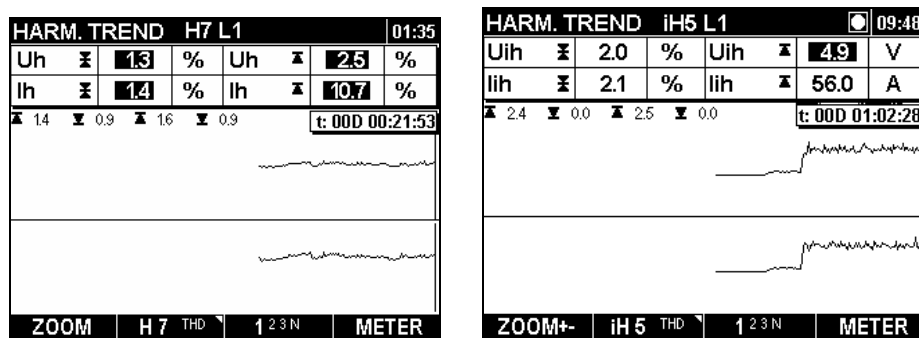 HARM. TREND H7 L1 01:35
Uh 1.3 % Uh 2.5 %
Ih 1.4 % Ih 10.7 %
1.4 0.9 1.6 0.9 t: 00D 00:21:53
ZOOM H 7 THD 1 2 3 N METER
HARM. TREND iH5 L1 09:48
Uih 2.0 % Uih 4.9 V
Iih 2.1 % Iih 56.0 A
2.4 0.0 2.5 0.0 t: 00D 01:02:28
ZOOM+- iH 5 THD 1 2 3 N METER